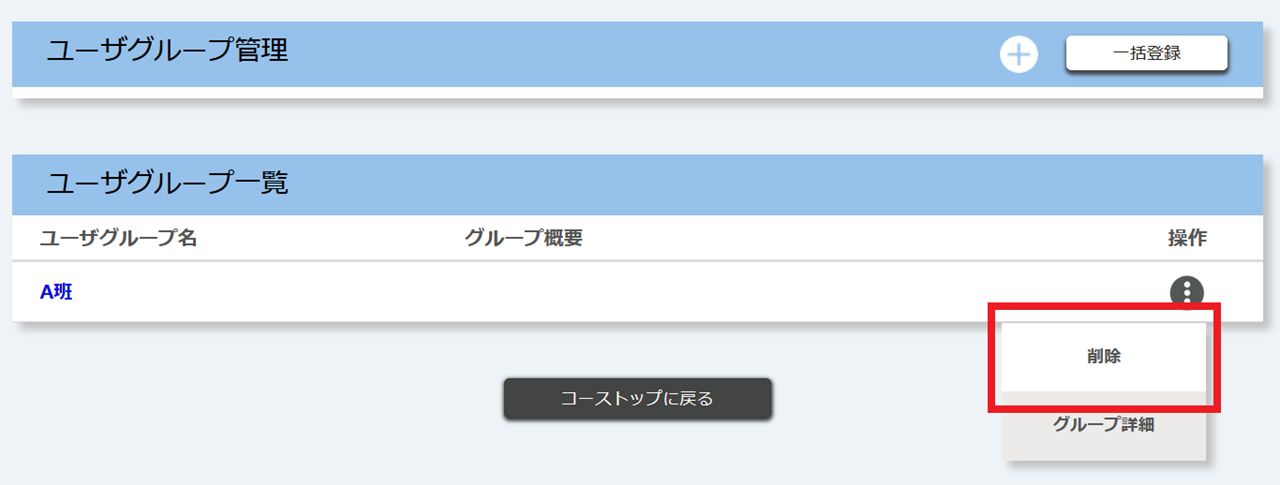 ユーザグループ管理
一括登録
ユーザグループ一覧
ユーザグループ名 グループ概要 操作
A班
削除
コーストップに戻る
グループ詳細